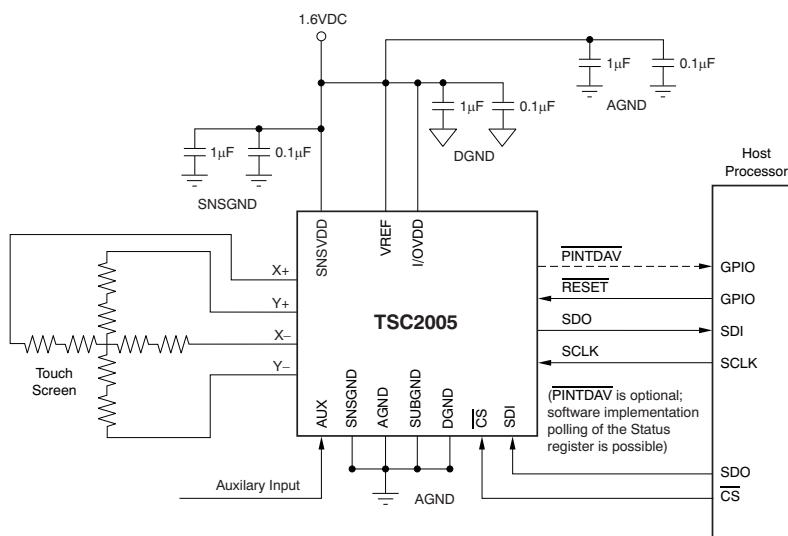 1.6VDC
1μF
0.1μF
AGND
1μF
0.1μF
DGND
1μF
0.1μF
SNSGND
Host
Processor
SNSVDD
VREF
I/OVDD
X+
Y+
X–
Y–
Touch
Screen
TSC2005
PINTDAV
GPIO
RESET
GPIO
SDO
SDI
SCLK
SCLK
(PINTDAV is optional;
software implementation
polling of the Status
register is possible)
AUX
SNSGND
AGND
SUBGND
DGND
CS
SDI
SDO
Auxilary Input
AGND
CS